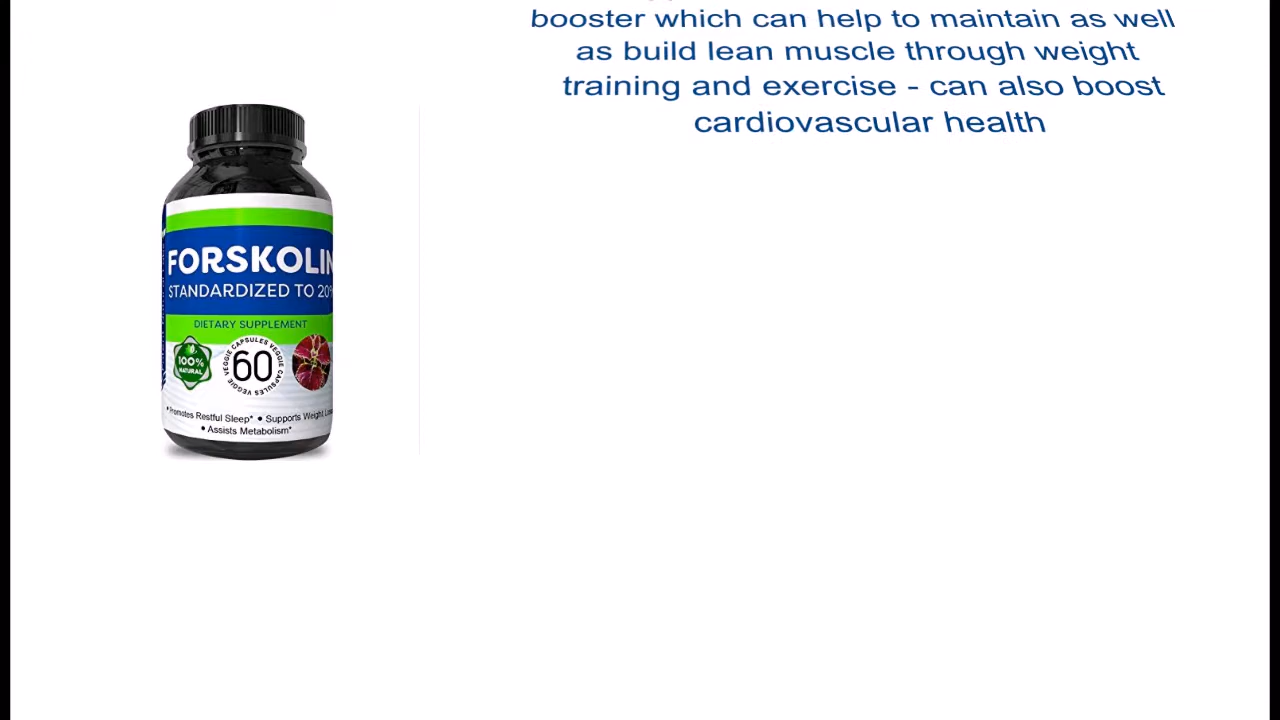 booster which can help to maintain as well
as build lean muscle through weight
training and exercise - can also boost
cardiovascular health
FORSKOLIN
STANDARDIZED TO 20%
DIETARY SUPPLEMENT
100%
NATURAL
VEGGIE CAPSULES VEGGIE CAPSULES
60
• Promotes Restful Sleep* • Supports Weight
• Assists Metabolism*